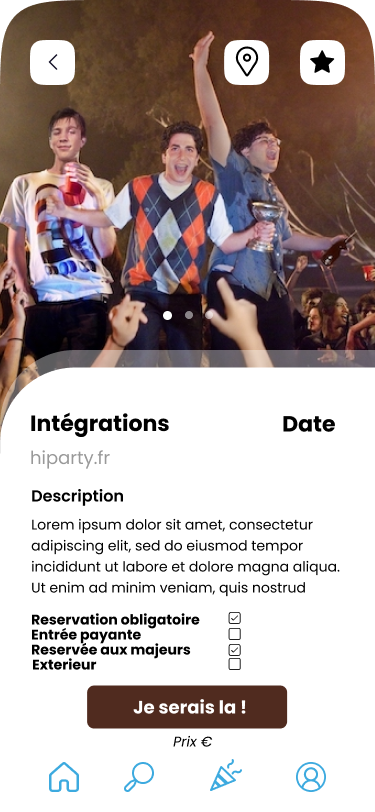 Intégrations
Date
hiparty.fr
Description
Lorem ipsum dolor sit amet, consectetur
adipiscing elit, sed do eiusmod tempor
incididunt ut labore et dolore magna aliqua.
Ut enim ad minim veniam, quis nostrud
Reservation obligatoire
Entrée payante
Reservée aux majeurs
Exterieur
Je serais la !
Prix €